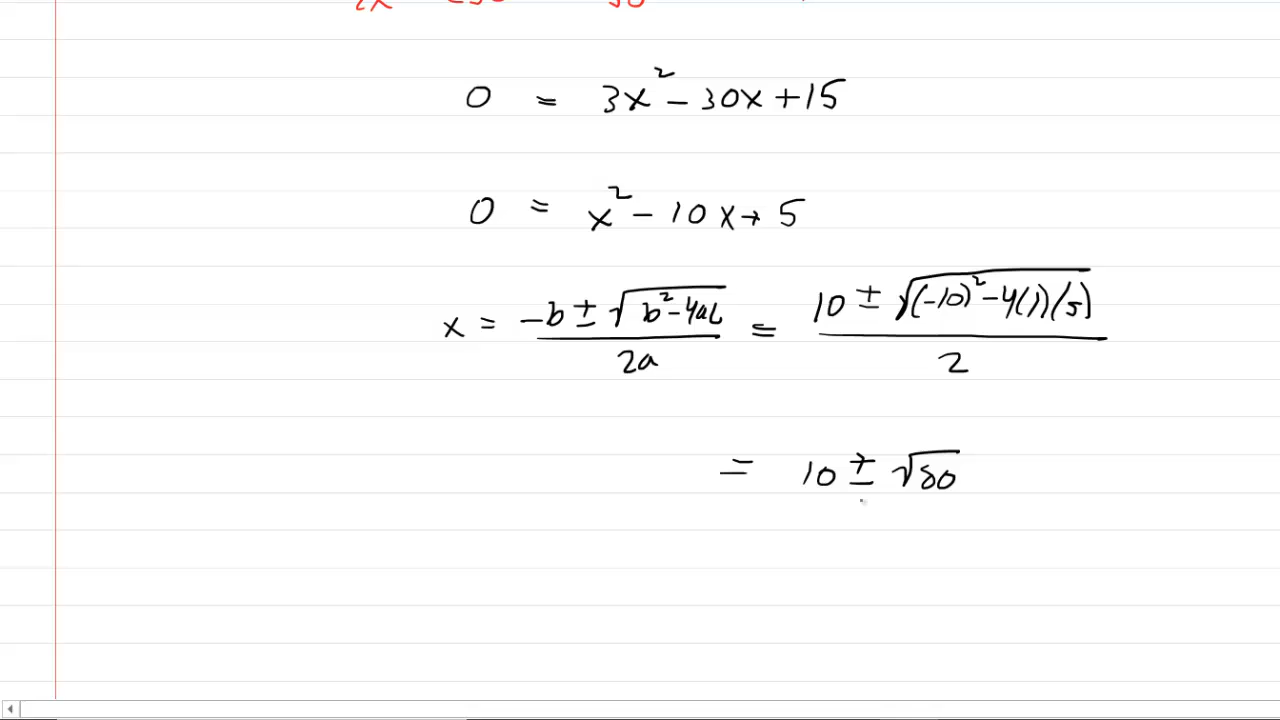 0 = 3x² - 30x + 15
0 = x² - 10x + 5
x = (-b ± √(b² - 4ac))/2a = (10 ± √((-10)² - 4(1)(5)))/2
= 10 ± √80